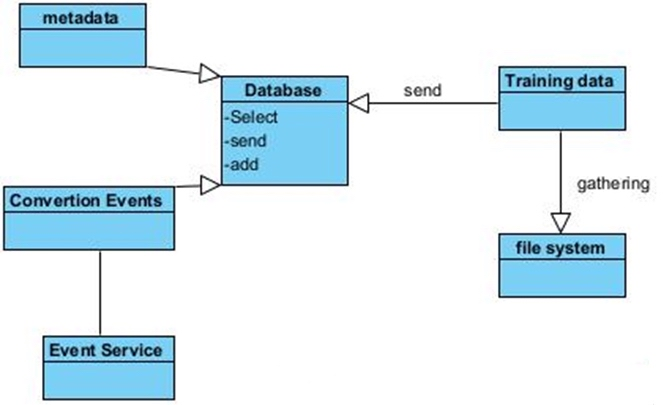 metadata
Database
-Select
-send
-add
send
Training data
gathering
Convertion Events
file system
Event Service